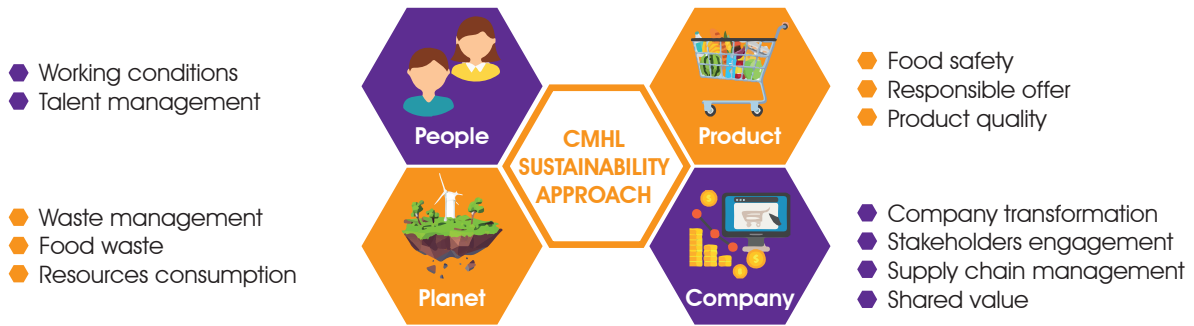 Working conditions
Talent management
People
Product
Food safety
Responsible offer
Product quality
CMHL
SUSTAINABILITY
APPROACH
Waste management
Food waste
Resources consumption
Planet
Company
Company transformation
Stakeholders engagement
Supply chain management
Shared value